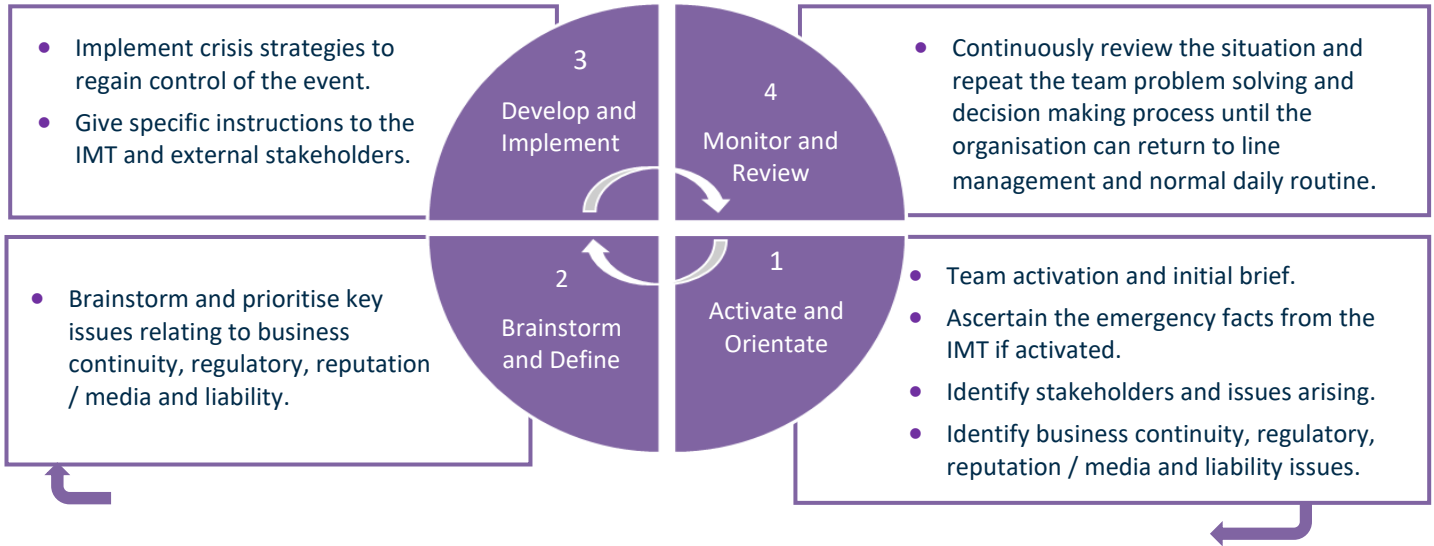 • Implement crisis strategies to
regain control of the event.
• Give specific instructions to the
IMT and external stakeholders.
3
Develop and
Implement
4
Monitor and
Review
• Continuously review the situation and
repeat the team problem solving and
decision making process until the
organisation can return to line
management and normal daily routine.
• Brainstorm and prioritise key
issues relating to business
continuity, regulatory, reputation
/ media and liability.
2
Brainstorm
and Define
1
Activate and
Orientate
• Team activation and initial brief.
• Ascertain the emergency facts from the
IMT if activated.
• Identify stakeholders and issues arising.
• Identify business continuity, regulatory,
reputation / media and liability issues.